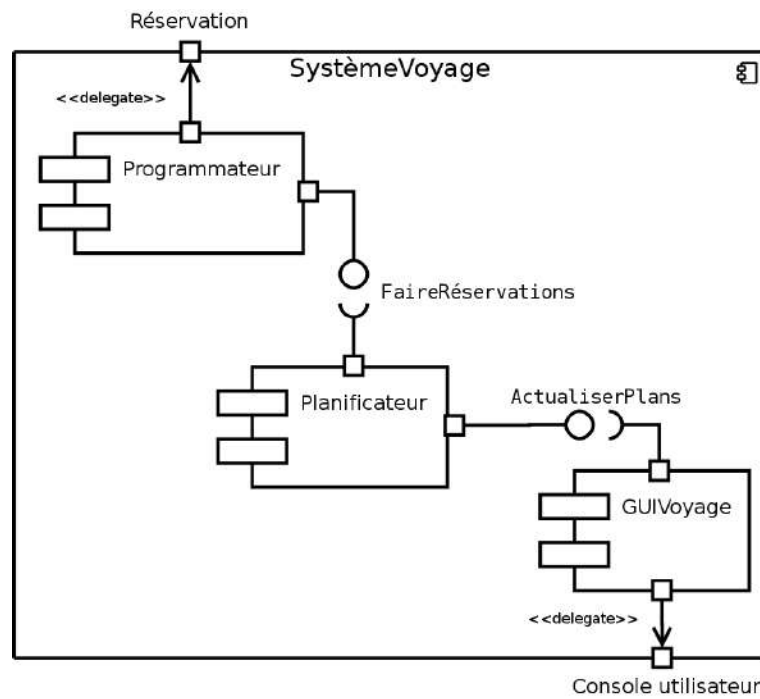 Réservation
SystèmeVoyage
<<delegate>>
Programmateur
FaireRéservations
Planificateur
ActualiserPlans
GUIVoyage
<<delegate>>
Console utilisateur